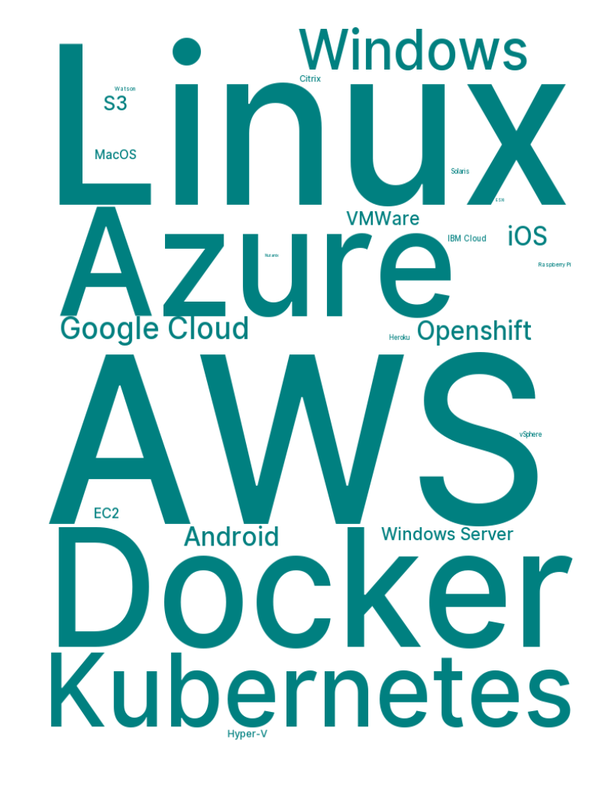 Windows
Citrix
Linux
Watson
S3
MacOS
Solaris
VMWare
IBM Cloud
iOS
Raspberry Pi
Azure
Google Cloud
Heroku
Openshift
AWS
vSphere
EC2
Android
Windows Server
Docker
Kubernetes
Hyper-V